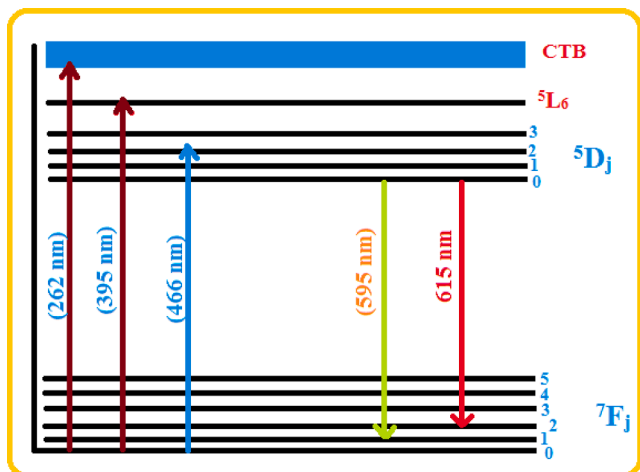 CTB
⁵L₆
3
2
⁵Dⱼ
1
0
(262 nm)
(395 nm)
(466 nm)
(595 nm)
615 nm
5
4
3
⁷Fⱼ
2
1
0